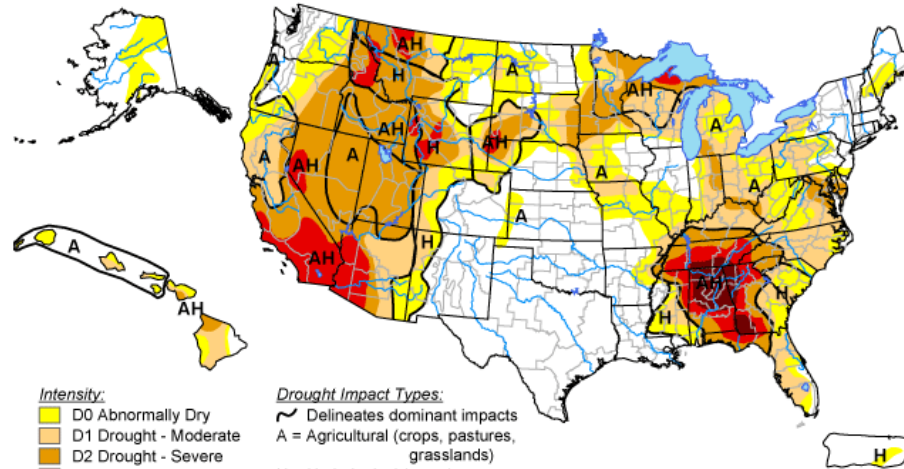 A
AH
H
A
AH
A
A
AH
H
AH
AH
A
A
A
A
AH
H
AH
H
H
A
AH
H
Intensity:
D0 Abnormally Dry
D1 Drought - Moderate
D2 Drought - Severe
Drought Impact Types:
Delineates dominant impacts
A = Agricultural (crops, pastures,
grasslands)